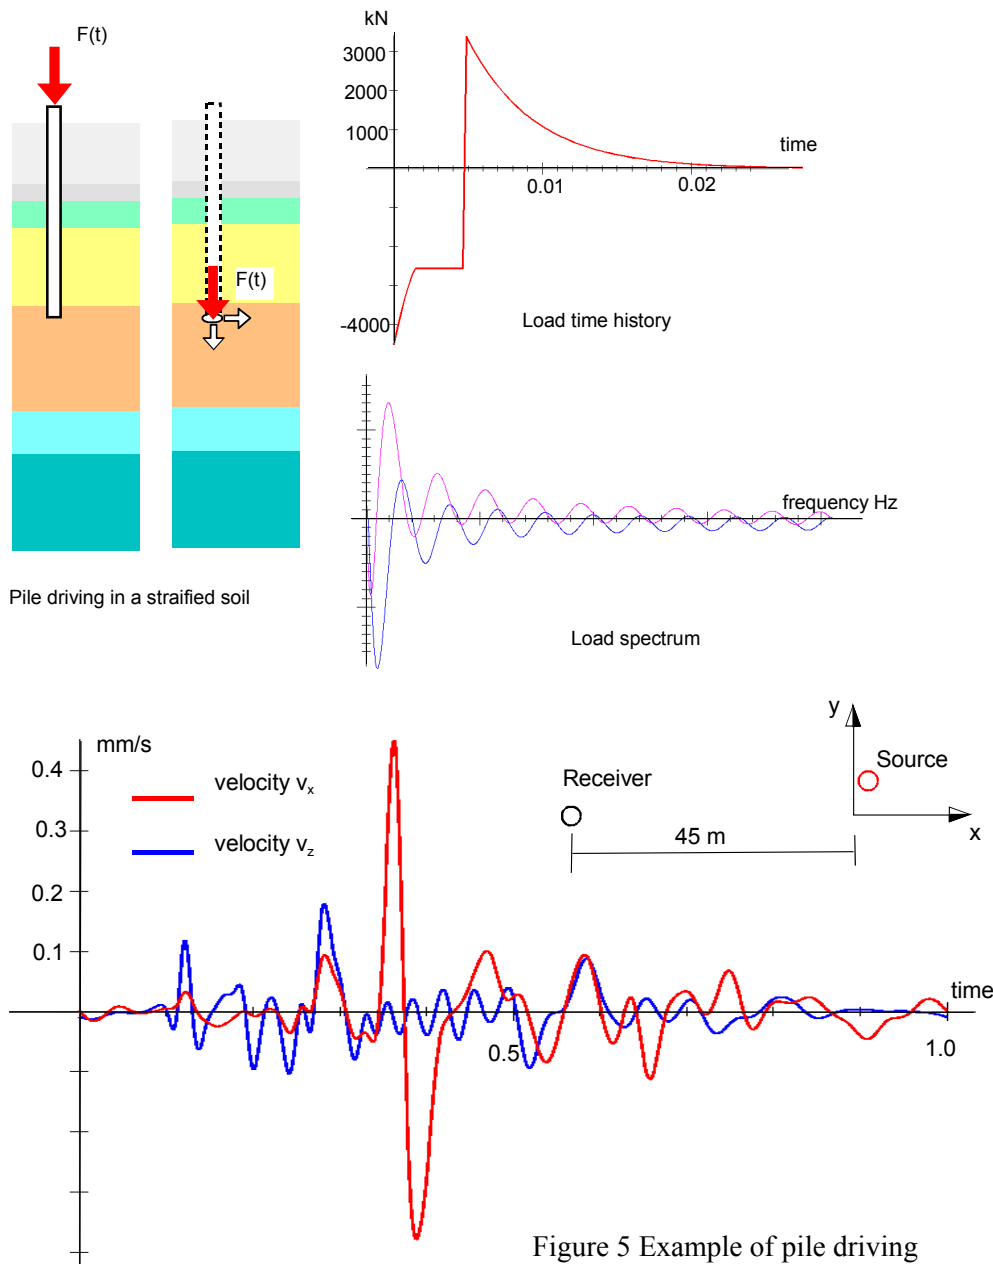 F(t)
F(t)
Pile driving in a straified soil
kN
3000
2000
1000
time
0.01
0.02
-4000
Load time history
frequency Hz
Load spectrum
mm/s
0.4
0.3
0.2
0.1
velocity vx
velocity vz
Receiver
45 m
y
Source
x
time
0.5
1.0
Figure 5 Example of pile driving